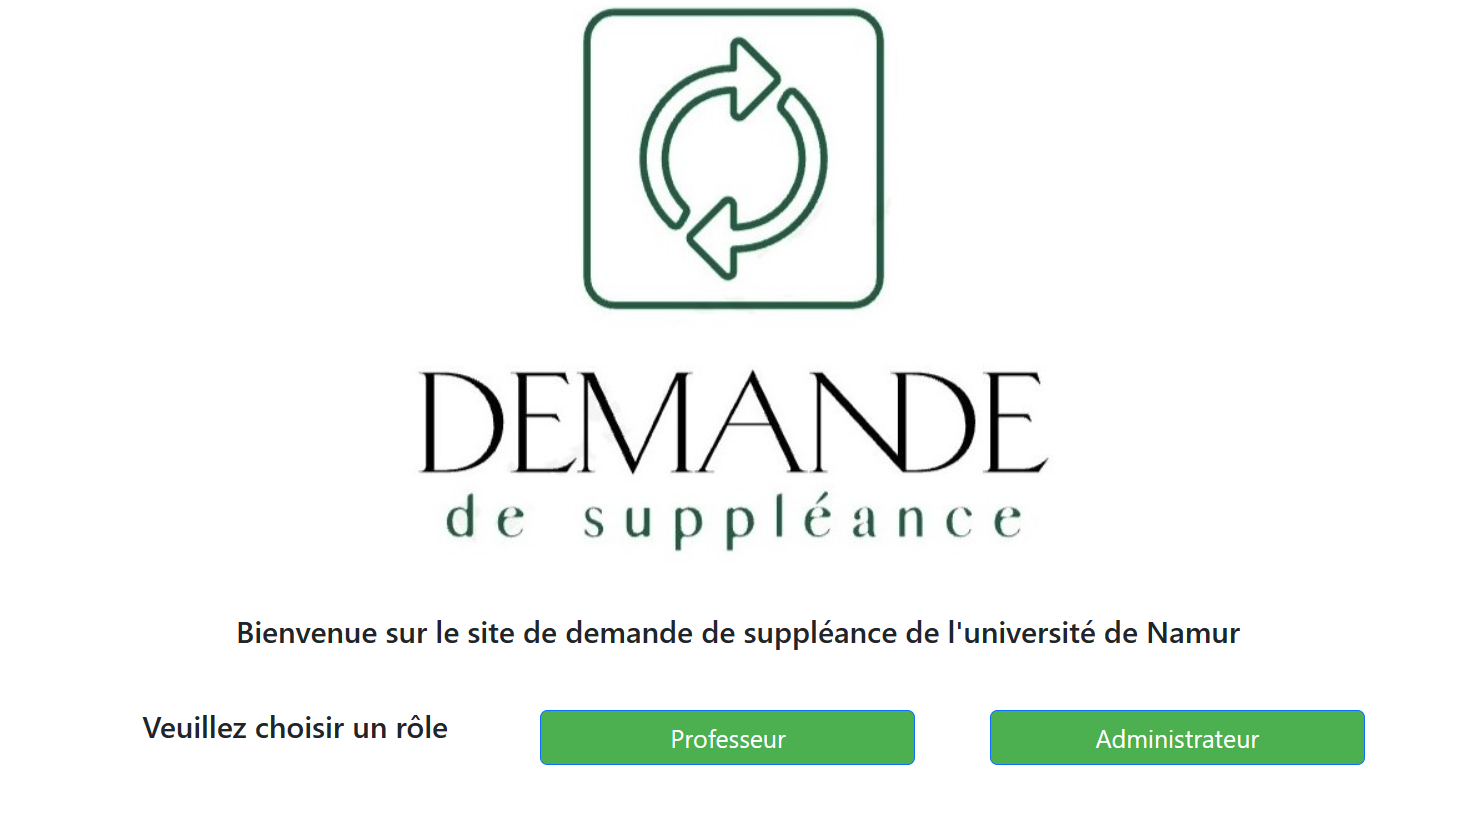 DEMANDE
de suppléance
Bienvenue sur le site de demande de suppléance de l'université de Namur
Veuillez choisir un rôle
Professeur
Administrateur